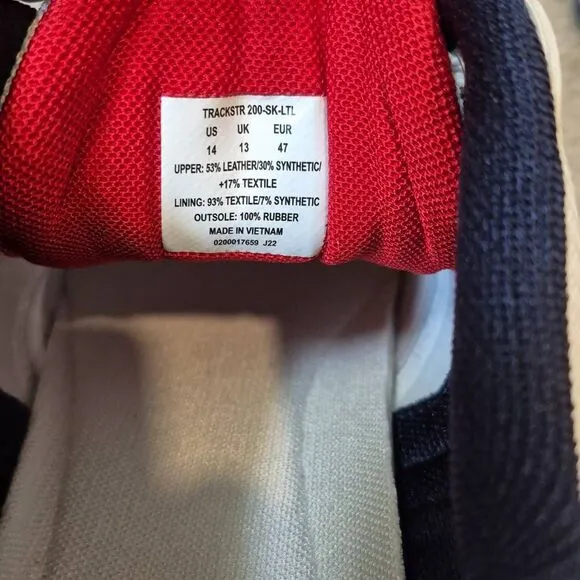 TRACKSTR 200-SK-LTL
US UK EUR
14 13 47
UPPER: 53% LEATHER/30% SYNTHETIC/
+17% TEXTILE
LINING: 93% TEXTILE/7% SYNTHETIC
OUTSOLE: 100% RUBBER
MADE IN VIETNAM
0200017659 J22